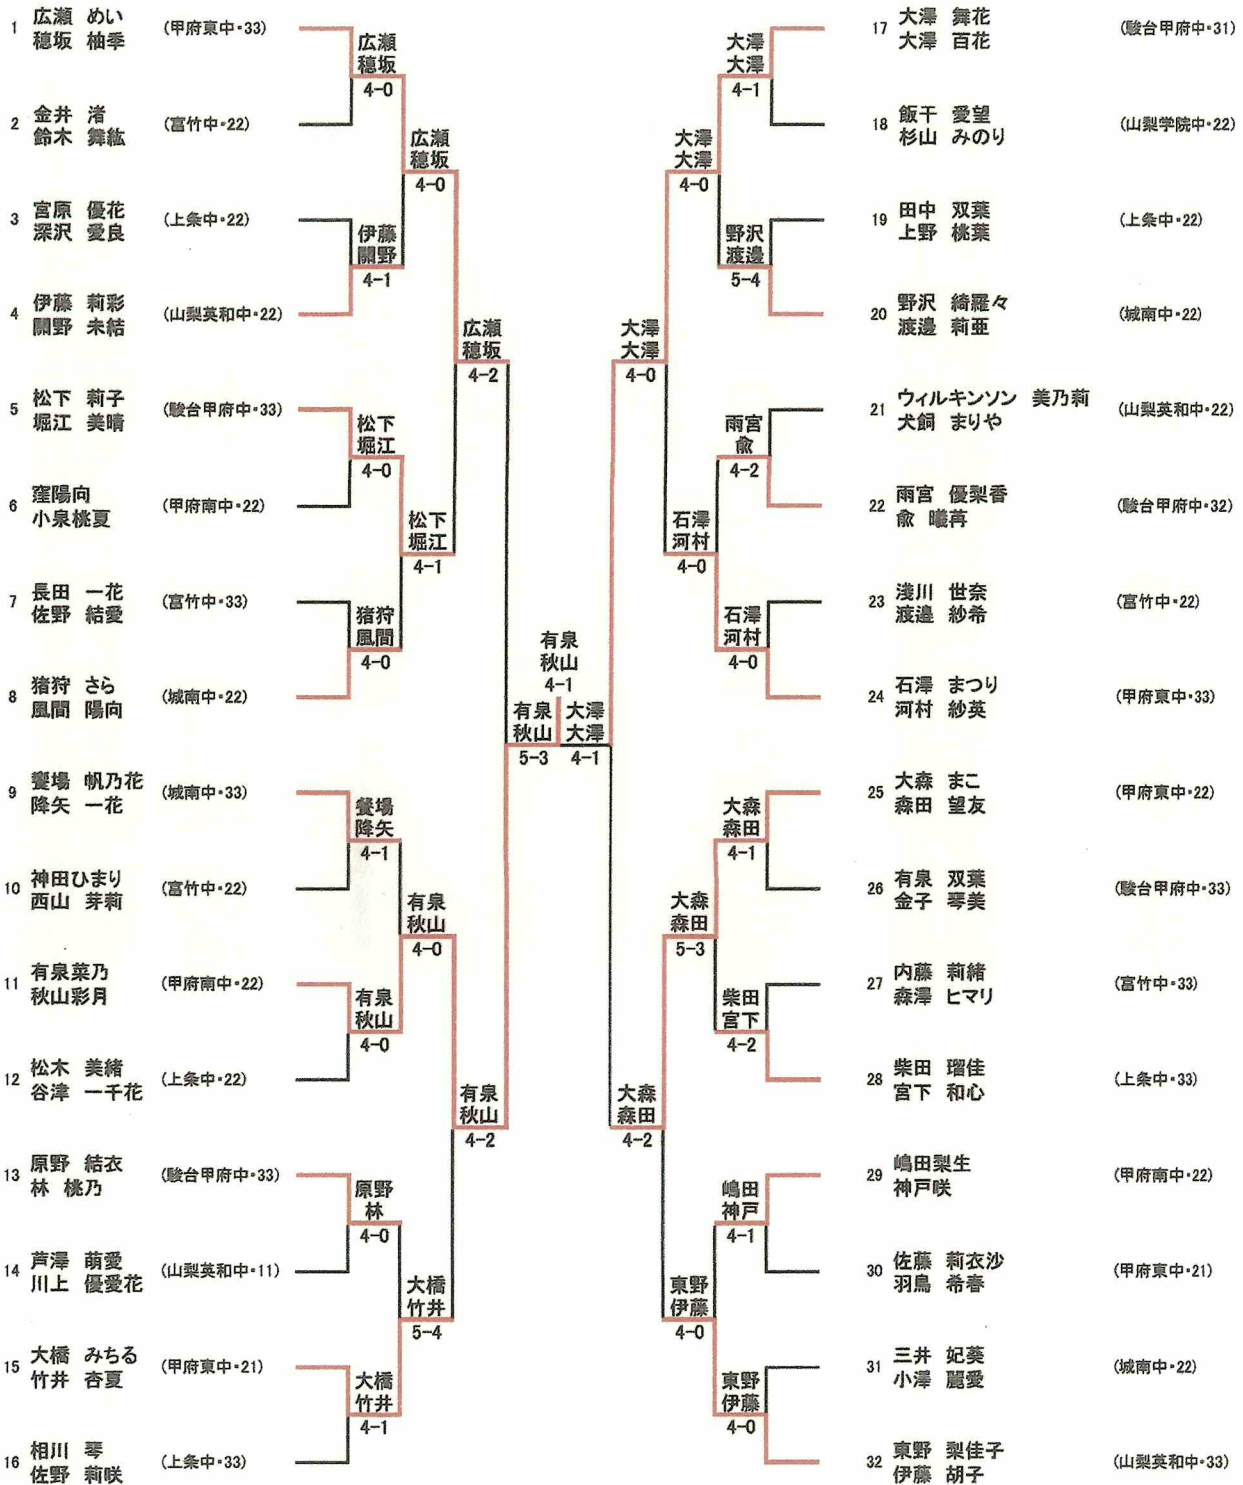 1 広瀬 めい (甲府東中・33)
穂坂 柚季
2 金井 渚 (富竹中・22)
鈴木 舞紘
3 宮原 優花 (上条中・22)
深沢 愛良
4 伊藤 莉彩 (山梨英和中・22)
關野 未結
5 松下 莉子 (駿台甲府中・33)
堀江 美晴
6 窪陽向 (甲府南中・22)
小泉桃夏
7 長田 一花 (富竹中・33)
佐野 結愛
8 猪狩 さら (城南中・22)
風間 陽向
9 饗場 帆乃花 (城南中・33)
降矢 一花
10 神田ひまり (富竹中・22)
西山 芽莉
11 有泉菜乃 (甲府南中・22)
秋山彩月
12 松木 美緒 (上条中・22)
谷津 一千花
13 原野 結衣 (駿台甲府中・33)
林 桃乃
14 芦澤 萌愛 (山梨英和中・11)
川上 優愛花
15 大橋 みちる (甲府東中・21)
竹井 杏夏
16 相川 琴 (上条中・33)
佐野 莉咲
広瀬
穂坂
4-0
伊藤
關野
4-1
松下
堀江
4-0
猪狩
風間
4-0
饗場
降矢
4-1
有泉
秋山
4-0
原野
林
4-0
大橋
竹井
4-1
広瀬
穂坂
4-0
松下
堀江
4-1
有泉
秋山
4-0
大橋
竹井
5-4
広瀬
穂坂
4-2
有泉
秋山
4-2
有泉
秋山
5-3
有泉
秋山
4-1
大澤
大澤
4-1
大澤
大澤
4-0
大森
森田
4-2
大澤
大澤
4-0
石澤
河村
4-0
大森
森田
5-3
東野
伊藤
4-0
大澤
大澤
4-1
野沢
渡邉
5-4
雨宮
兪
4-2
石澤
河村
4-0
大森
森田
4-1
柴田
宮下
4-2
嶋田
神戸
4-1
東野
伊藤
4-0
17 大澤 舞花 (駿台甲府中・31)
大澤 百花
18 飯干 愛望 (山梨学院中・22)
杉山 みのり
19 田中 双葉 (上条中・22)
上野 桃葉
20 野沢 綺羅々 (城南中・22)
渡邉 莉亜
21 ウィルキンソン 美乃莉 (山梨英和中・22)
犬飼 まりや
22 雨宮 優梨香 (駿台甲府中・32)
兪 曦苒
23 浅川 世奈 (富竹中・22)
渡邉 紗希
24 石澤 まつり (甲府東中・33)
河村 紗英
25 大森 まこ (甲府東中・22)
森田 望友
26 有泉 双葉 (駿台甲府中・33)
金子 琴美
27 内藤 莉緒 (富竹中・33)
森澤 ヒマリ
28 柴田 瑠佳 (上条中・33)
宮下 和心
29 嶋田梨生 (甲府南中・22)
神戸咲
30 佐藤 莉衣沙 (甲府東中・21)
羽鳥 希春
31 三井 妃葵 (城南中・22)
小澤 麗愛
32 東野 梨佳子 (山梨英和中・33)
伊藤 胡子